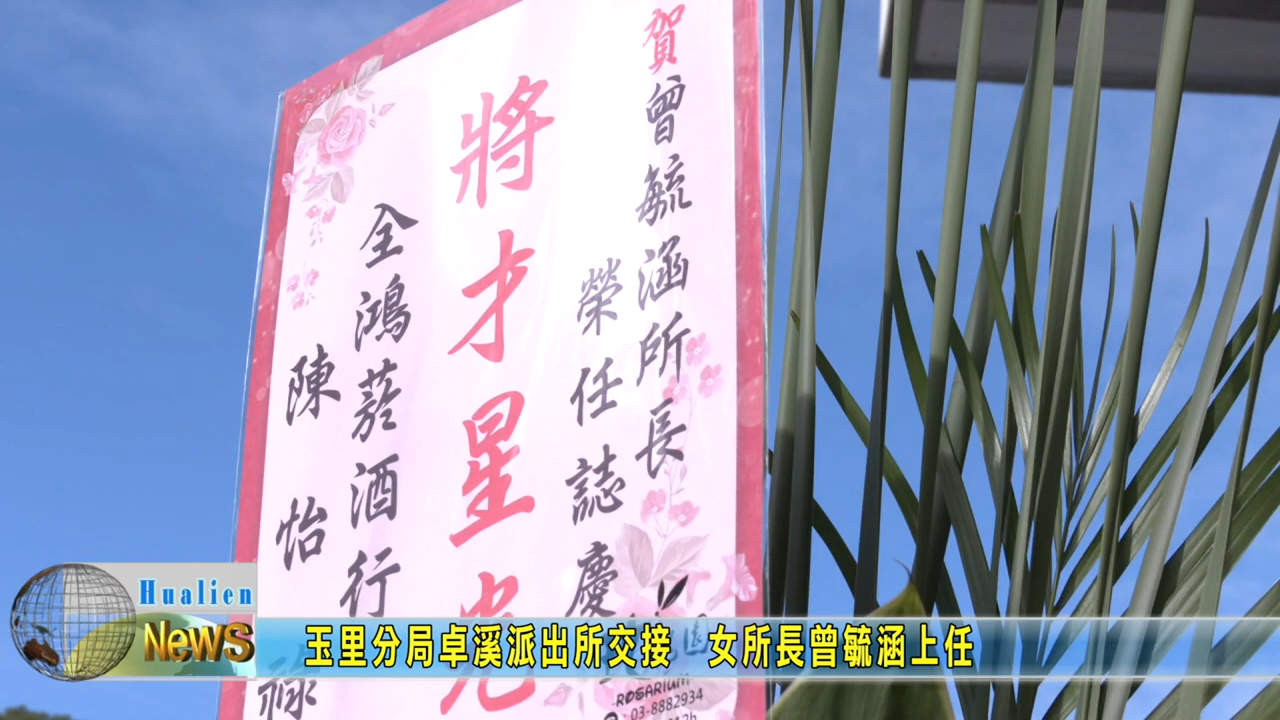 賀曾毓涵所長
榮任誌慶
將才星光
全鴻菸酒行
陳怡
Hualien
NewS
玉里分局卓溪派出所交接 女所長曾毓涵上任
ROSARIUM
03-8882934